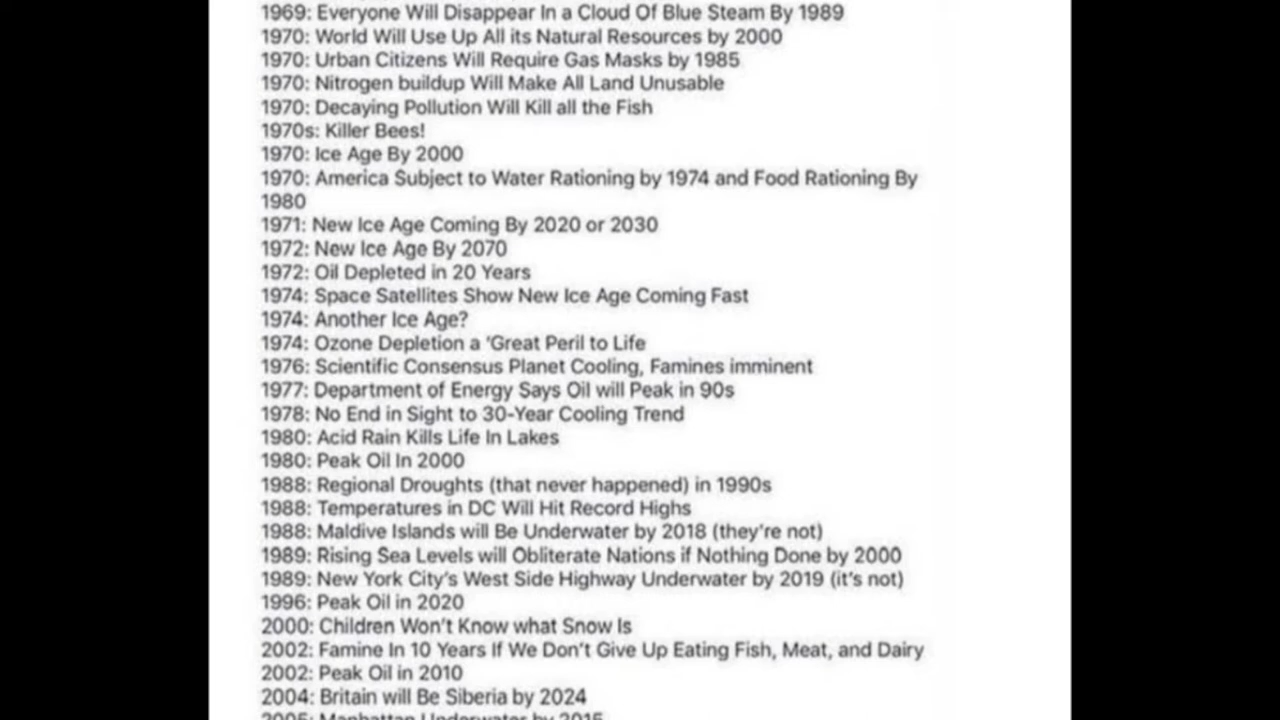 1969: Everyone Will Disappear In a Cloud Of Blue Steam By 1989
1970: World Will Use Up All its Natural Resources by 2000
1970: Urban Citizens Will Require Gas Masks by 1985
1970: Nitrogen buildup Will Make All Land Unusable
1970: Decaying Pollution Will Kill all the Fish
1970s: Killer Bees!
1970: Ice Age By 2000
1970: America Subject to Water Rationing by 1974 and Food Rationing By
1980
1971: New Ice Age Coming By 2020 or 2030
1972: New Ice Age By 2070
1972: Oil Depleted in 20 Years
1974: Space Satellites Show New Ice Age Coming Fast
1974: Another Ice Age?
1974: Ozone Depletion a 'Great Peril to Life
1976: Scientific Consensus Planet Cooling, Famines imminent
1977: Department of Energy Says Oil will Peak in 90s
1978: No End in Sight to 30-Year Cooling Trend
1980: Acid Rain Kills Life In Lakes
1980: Peak Oil In 2000
1988: Regional Droughts (that never happened) in 1990s
1988: Temperatures in DC Will Hit Record Highs
1988: Maldive Islands will Be Underwater by 2018 (they're not)
1989: Rising Sea Levels will Obliterate Nations if Nothing Done by 2000
1989: New York City's West Side Highway Underwater by 2019 (it's not)
1996: Peak Oil in 2020
2000: Children Won't Know what Snow Is
2002: Famine In 10 Years If We Don't Give Up Eating Fish, Meat, and Dairy
2002: Peak Oil in 2010
2004: Britain will Be Siberia by 2024
2005: Manhattan Underwater by 2015